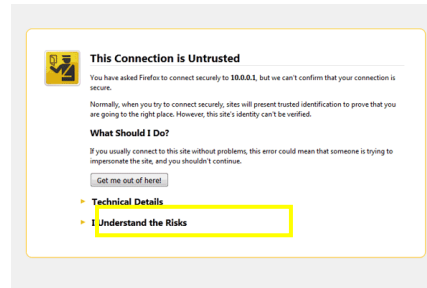 This Connection is Untrusted
You have asked Firefox to connect securely to 10.0.0.1, but we can't confirm that your connection is
secure.
Normally, when you try to connect securely, sites will present trusted identification to prove that you
are going to the right place. However, this site's identity can't be verified.
What Should I Do?
If you usually connect to this site without problems, this error could mean that someone is trying to
impersonate the site, and you shouldn't continue.
Get me out of here!
Technical Details
I Understand the Risks